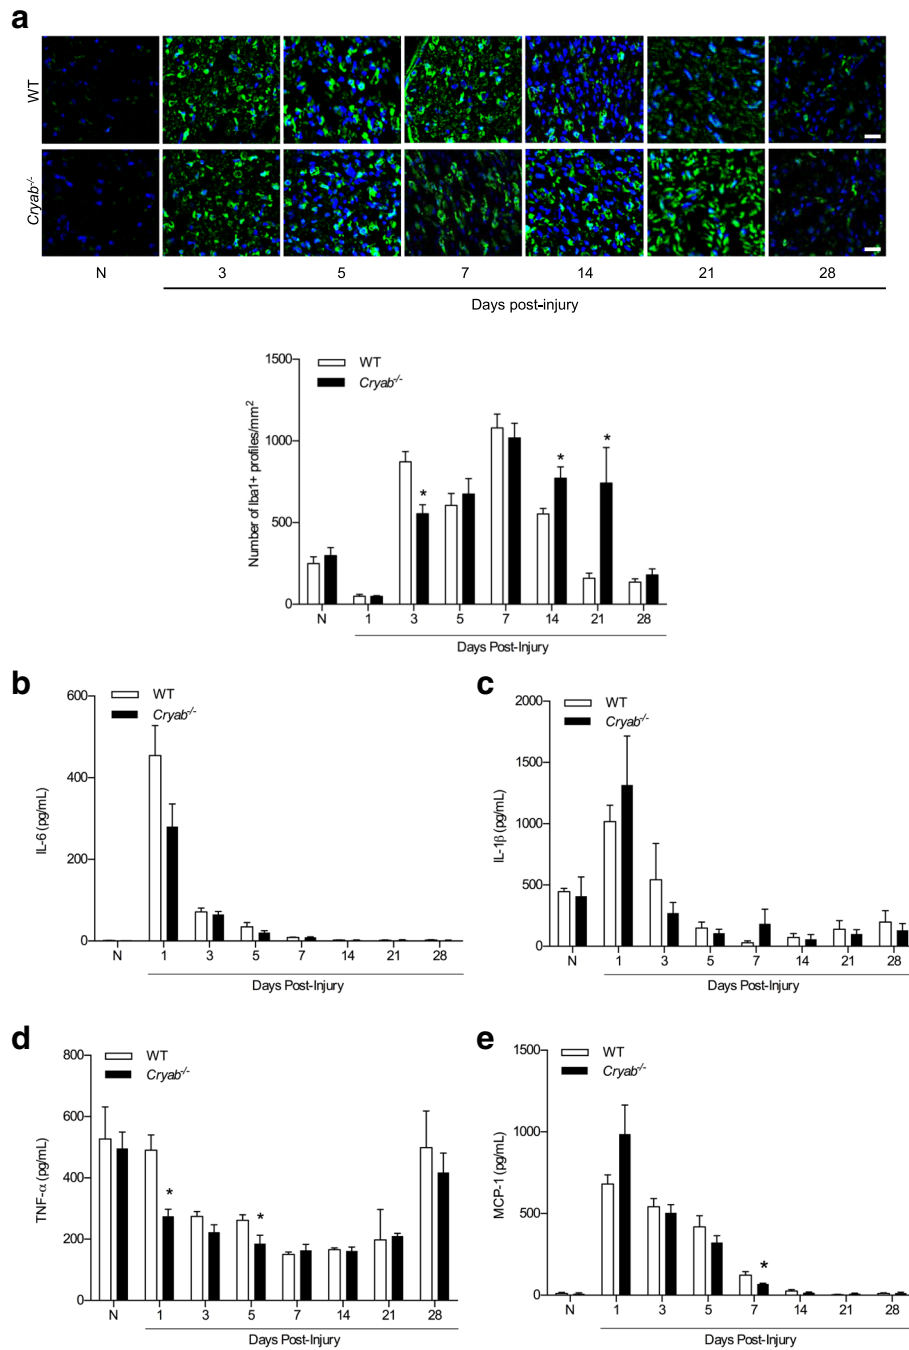 a
WT
Cryab-/-
N 3 5 7 14 21 28
Days post-injury
1500
1000
500
0
Number of Iba1+ profiles/mm2
WT
Cryab-/-
*
*
*
N 1 3 5 7 14 21 28
Days Post-Injury
b
600
400
200
0
IL-6 (pg/mL)
WT
Cryab-/-
N 1 3 5 7 14 21 28
Days Post-Injury
c
2000
1500
1000
500
0
IL-1β (pg/mL)
WT
Cryab-/-
N 1 3 5 7 14 21 28
Days Post-Injury
d
800
600
400
200
0
TNF-α (pg/mL)
WT
Cryab-/-
*
*
N 1 3 5 7 14 21 28
Days Post-Injury
e
1500
1000
500
0
MCP-1 (pg/mL)
WT
Cryab-/-
*
N 1 3 5 7 14 21 28
Days Post-Injury